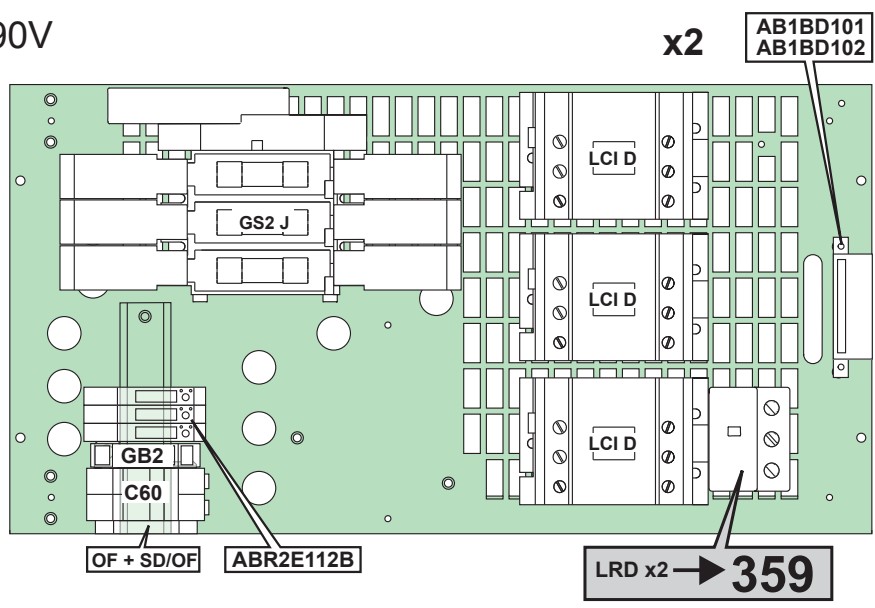 90V
x2
AB1BD101
AB1BD102
LCI D
GS2 J
LCI D
LCI D
GB2
C60
OF + SD/OF
ABR2E112B
LRD x2 → 359